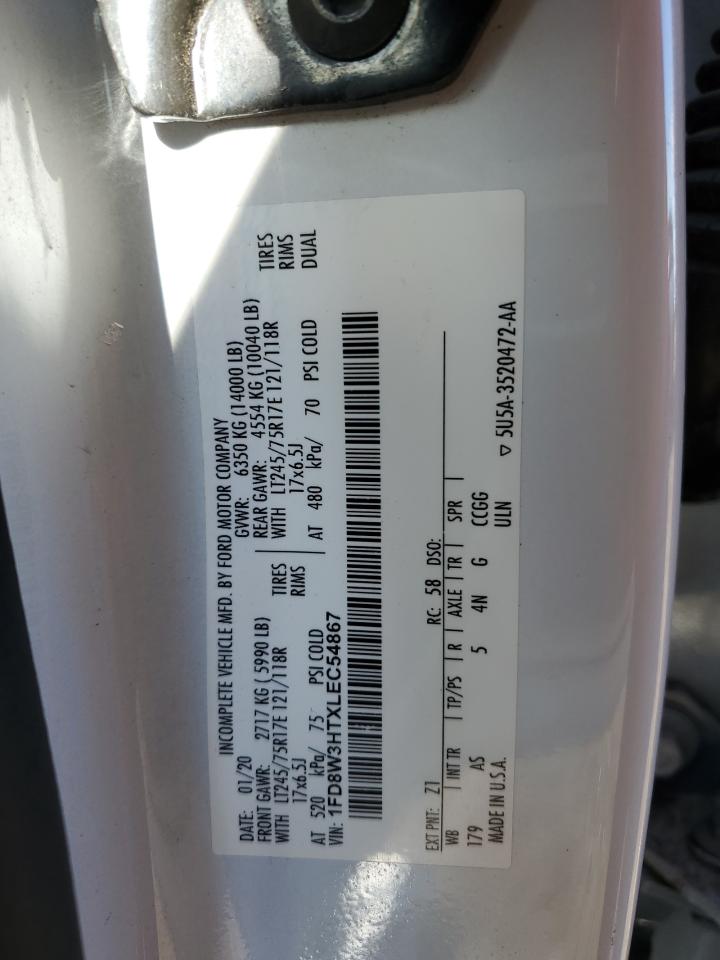 INCOMPLETE VEHICLE MFD. BY FORD MOTOR COMPANY
DATE: 01/20 GVWR: 6350 KG (14000 LB)
FRONT GAWR: 2717 KG ( 5990 LB) REAR GAWR: 4554 KG (10040 LB)
WITH LT245/75R17E 121/118R TIRES WITH LT245/75R17E 121/118R TIRES
17x6.5J RIMS 17x6.5J RIMS
AT 520 kPa/ 75 PSI COLD AT 480 kPa/ 70 PSI COLD DUAL
VIN: 1FD8W3HTXLEC54867
EXT PNT: Z1 RC: 58 DSO:
WB | INT TR | TP/PS | R | AXLE | TR | SPR |
179 AS 5 4N G CCGG
MADE IN U.S.A. ULN
▽ 5U5A-3520472-AA